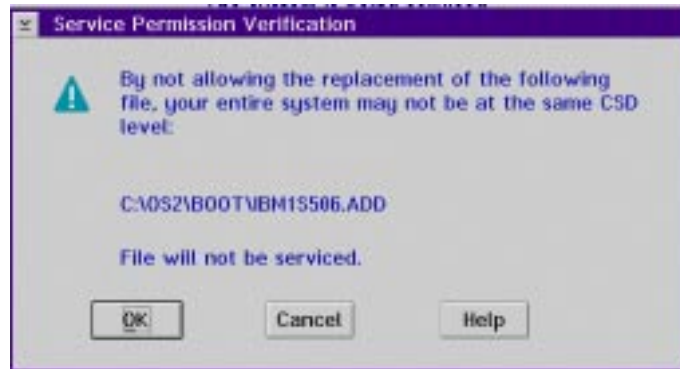 Service Permission Verification
By not allowing the replacement of the following
file, your entire system may not be at the same CSD
level:
C:\OS2\BOOT\IBM1S506.ADD
File will not be serviced.
OK
Cancel
Help